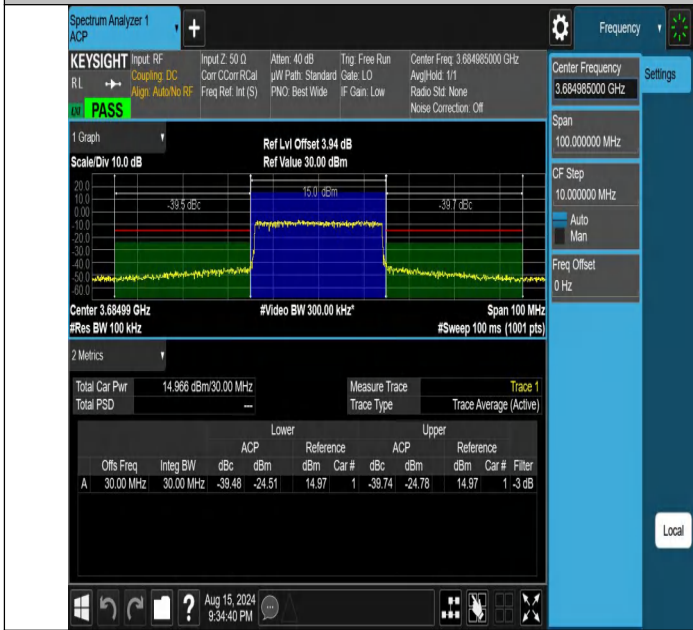 Spectrum Analyzer 1
ACP
Frequency
KEYSIGHT
RL
LNI
PASS
Input: RF
Coupling: DC
Align: Auto/No RF
Input Z: 50 Ω
Corr CCorr RCal
Freq Ref: Int (S)
Atten: 40 dB
µW Path: Standard
PNO: Best Wide
Trig: Free Run
Gate: LO
IF Gain: Low
Center Freq: 3.684985000 GHz
Avg|Hold: 1/1
Radio Std: None
Noise Correction: Off
Center Frequency
3.684985000 GHz
Settings
Span
100.000000 MHz
CF Step
10.000000 MHz
Auto
Man
Freq Offset
0 Hz
1 Graph
Scale/Div 10.0 dB
Ref Lvl Offset 3.94 dB
Ref Value 30.00 dBm
20.0
10.0
0.00
-10.0
-20.0
-30.0
-40.0
-50.0
-60.0
-39.5 dBc
15.0 dBm
-39.7 dBc
Center 3.68499 GHz
#Video BW 300.00 kHz*
Span 100 MHz
#Res BW 100 kHz
#Sweep 100 ms (1001 pts)
2 Metrics
Total Car Pwr 14.966 dBm/30.00 MHz
Total PSD ---
Measure Trace Trace 1
Trace Type Trace Average (Active)
Lower Upper
ACP Reference ACP Reference
Offs Freq Integ BW dBc dBm dBm Car # dBc dBm dBm Car # Filter
A 30.00 MHz 30.00 MHz -39.48 -24.51 14.97 1 -39.74 -24.78 14.97 1 -3 dB
Local
?
Aug 15, 2024
9:34:40 PM